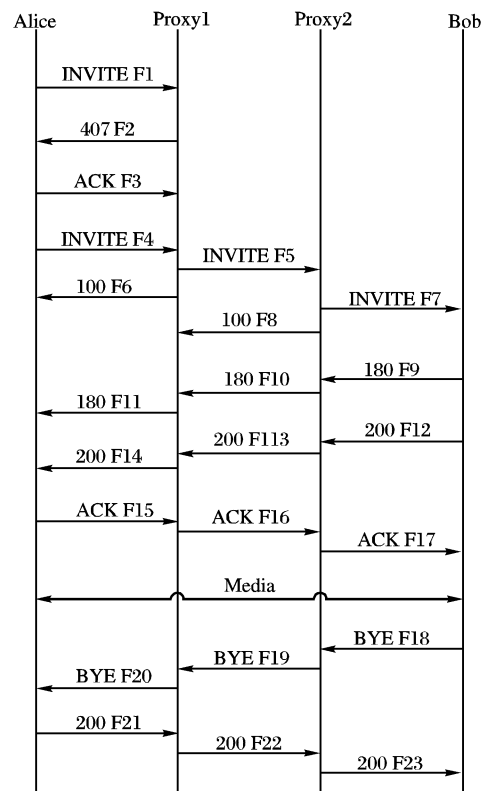 Alice Proxy1 Proxy2 Bob
INVITE F1
407 F2
ACK F3
INVITE F4
INVITE F5
100 F6
INVITE F7
100 F8
180 F9
180 F10
180 F11
200 F12
200 F113
200 F14
ACK F15
ACK F16
ACK F17
Media
BYE F18
BYE F19
BYE F20
200 F21
200 F22
200 F23